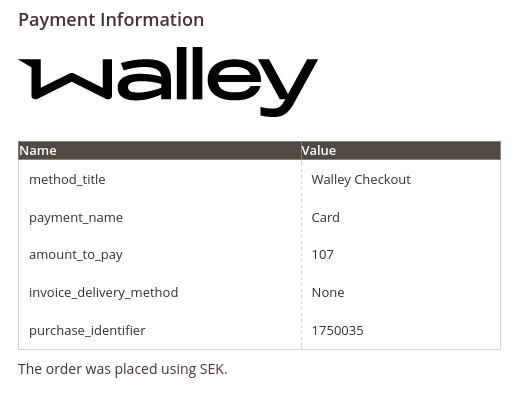 Payment Information
walley
Name Value
method_title Walley Checkout
payment_name Card
amount_to_pay 107
invoice_delivery_method None
purchase_identifier 1750035
The order was placed using SEK.